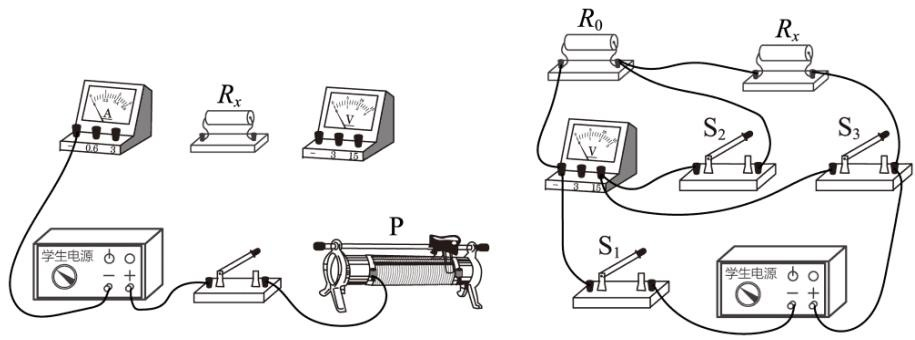 A
- 0.6 3
Rx
V
- 3 15
学生电源
- +
P
R0
Rx
V
- 3 15
S2
S3
S1
学生电源
- +